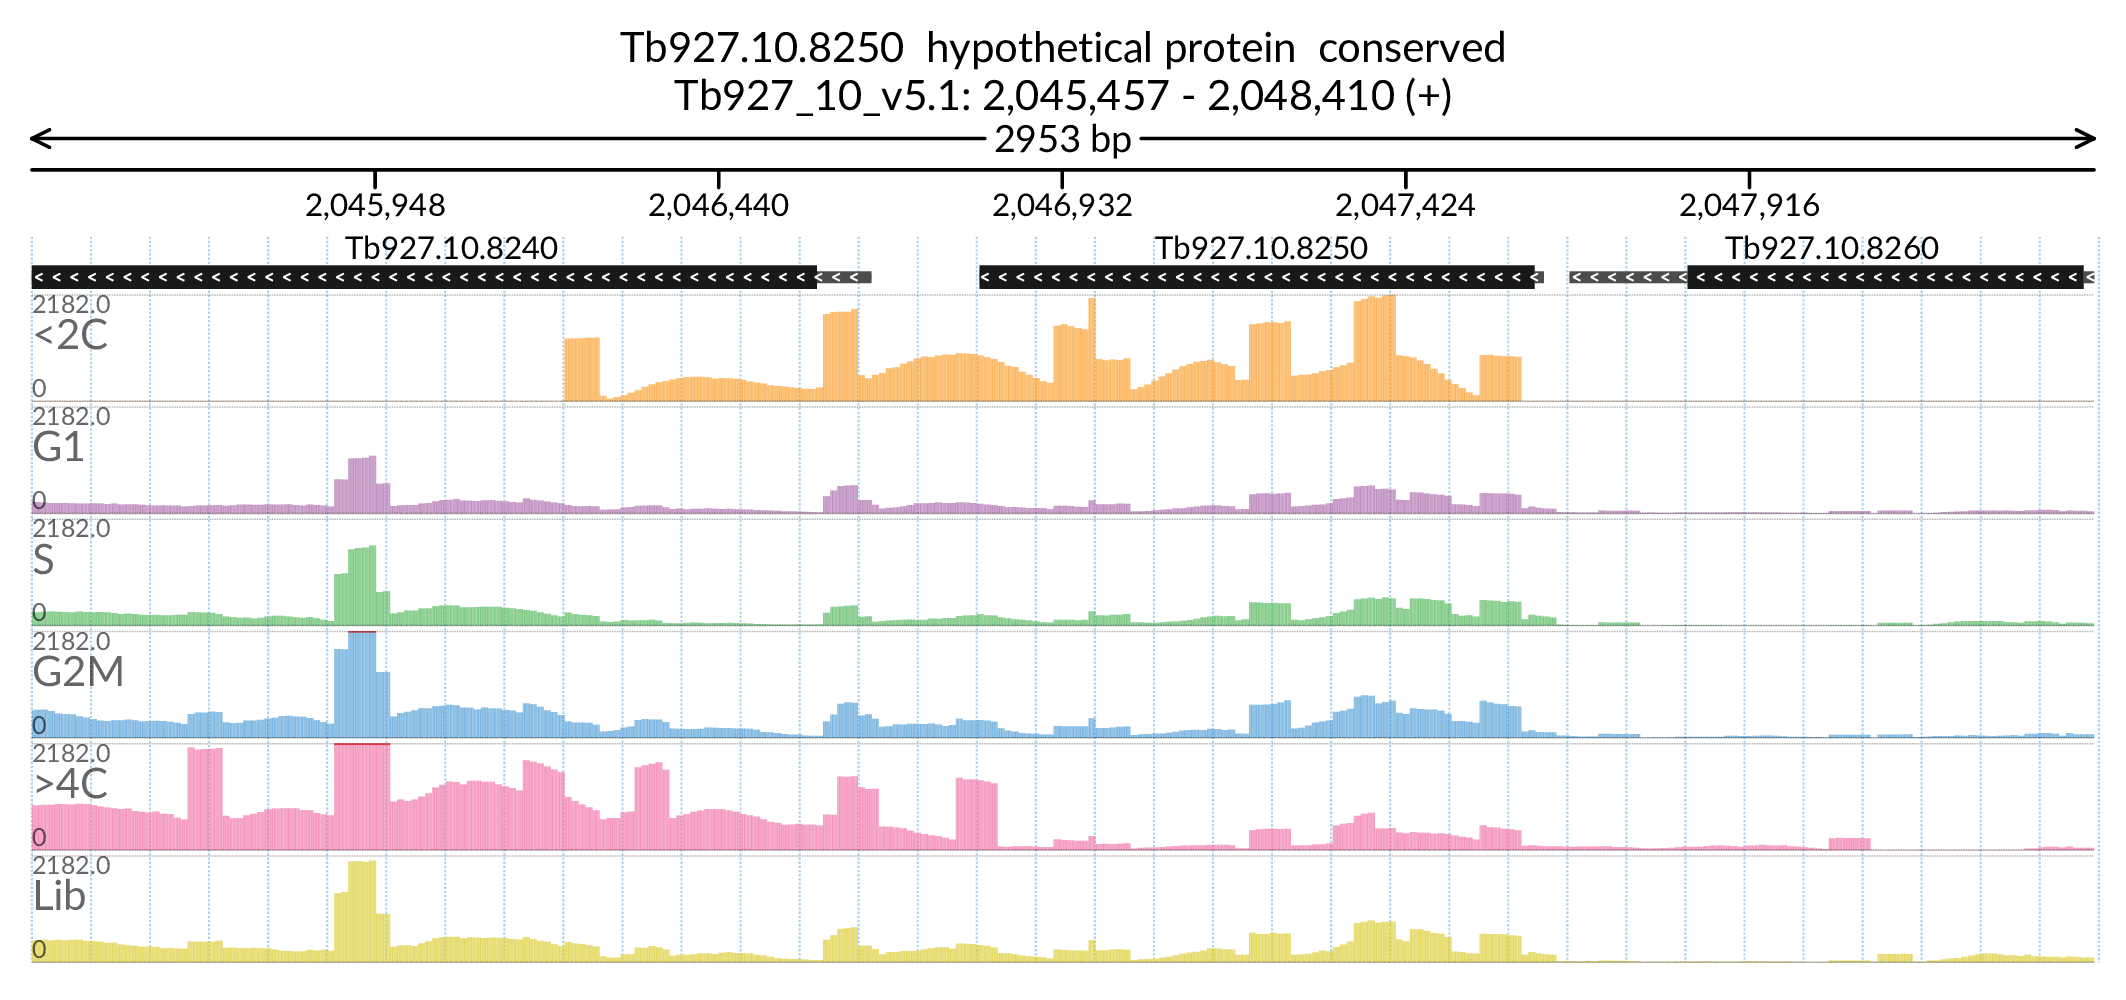 Tb927.10.8250 hypothetical protein conserved
Tb927_10_v5.1: 2,045,457 - 2,048,410 (+)
2953 bp
2,045,948 2,046,440 2,046,932 2,047,424 2,047,916
Tb927.10.8240 Tb927.10.8250 Tb927.10.8260
2182.0
<2C
0
2182.0
G1
0
2182.0
S
0
2182.0
G2M
0
2182.0
>4C
0
2182.0
Lib
0